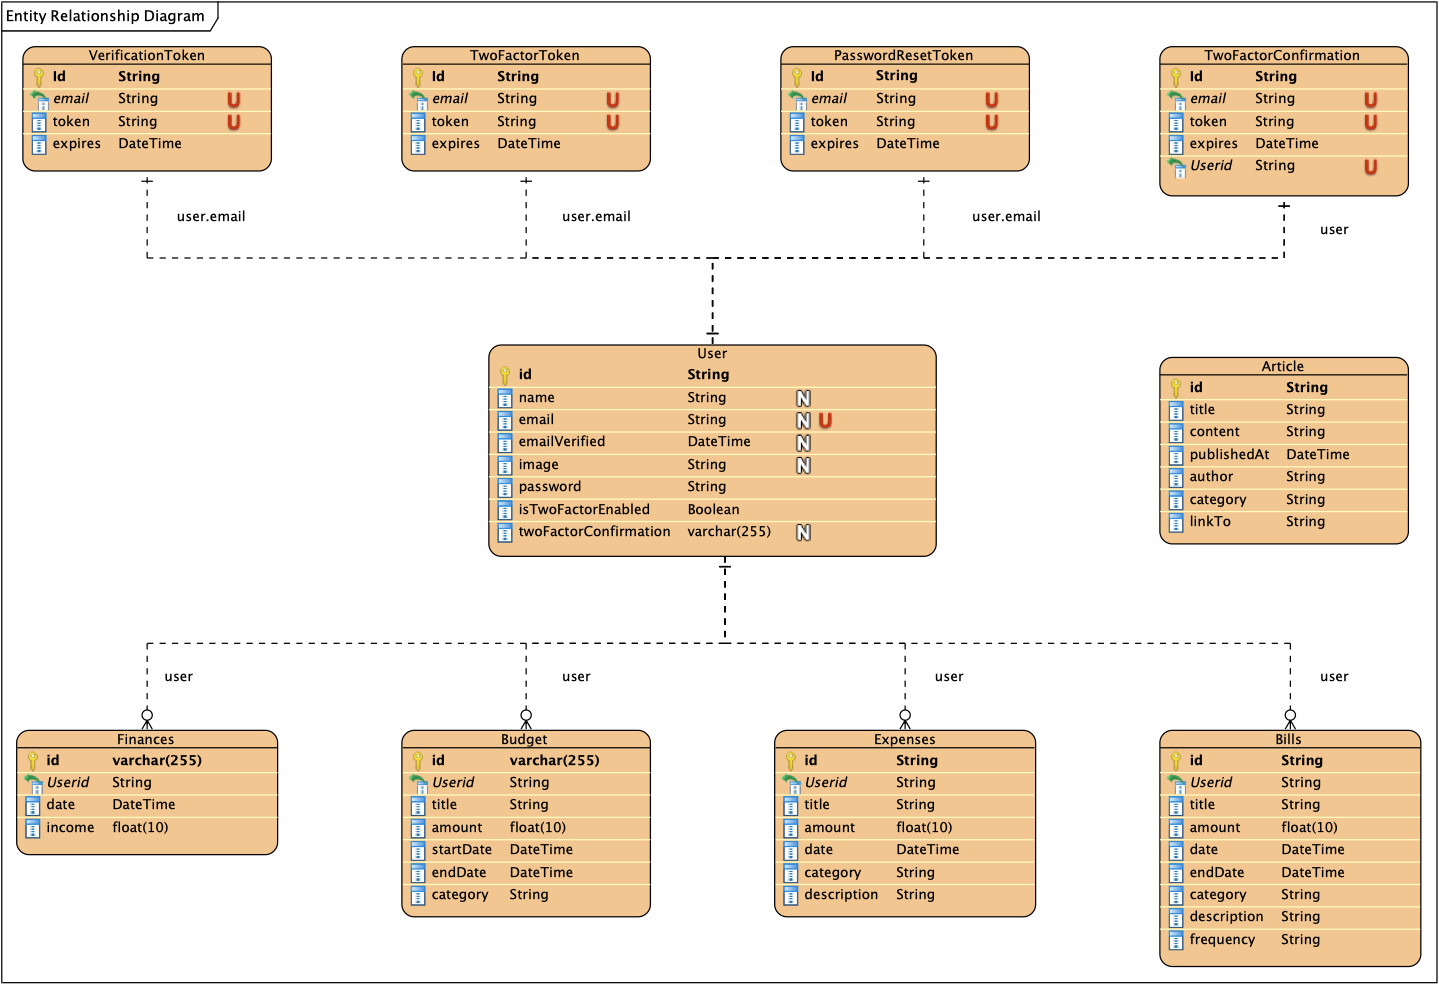 Entity Relationship Diagram
VerificationToken
Id String
email String U
token String U
expires DateTime
TwoFactorToken
Id String
email String U
token String U
expires DateTime
PasswordResetToken
Id String
email String U
token String U
expires DateTime
TwoFactorConfirmation
Id String
email String U
token String U
expires DateTime
Userid String U
user.email
user.email
user.email
user
User
id String
name String N
email String N U
emailVerified DateTime N
image String N
password String
isTwoFactorEnabled Boolean
twoFactorConfirmation varchar(255) N
Article
id String
title String
content String
publishedAt DateTime
author String
category String
linkTo String
user
user
user
user
Finances
id varchar(255)
Userid String
date DateTime
income float(10)
Budget
id varchar(255)
Userid String
title String
amount float(10)
startDate DateTime
endDate DateTime
category String
Expenses
id String
Userid String
title String
amount float(10)
date DateTime
category String
description String
Bills
id String
Userid String
title String
amount float(10)
date DateTime
endDate DateTime
category String
description String
frequency String